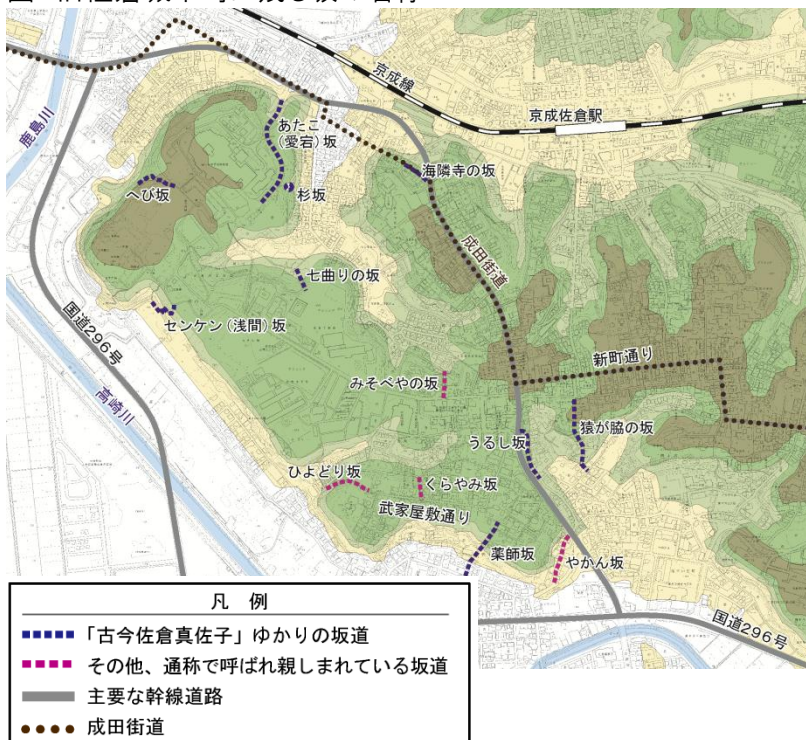 京成線
京成佐倉駅
鹿島川
あたこ
(愛宕)坂
海隣寺の坂
へび坂
杉坂
成田街道
七曲りの坂
センケン(浅間)坂
国道296号
高崎川
新町通り
みそべやの坂
猿が脇の坂
うるし坂
ひよどり坂
くらやみ坂
武家屋敷通り
薬師坂
やかん坂
国道296号
凡 例
「古今佐倉真佐子」ゆかりの坂道
その他、通称で呼ばれ親しまれている坂道
主要な幹線道路
成田街道